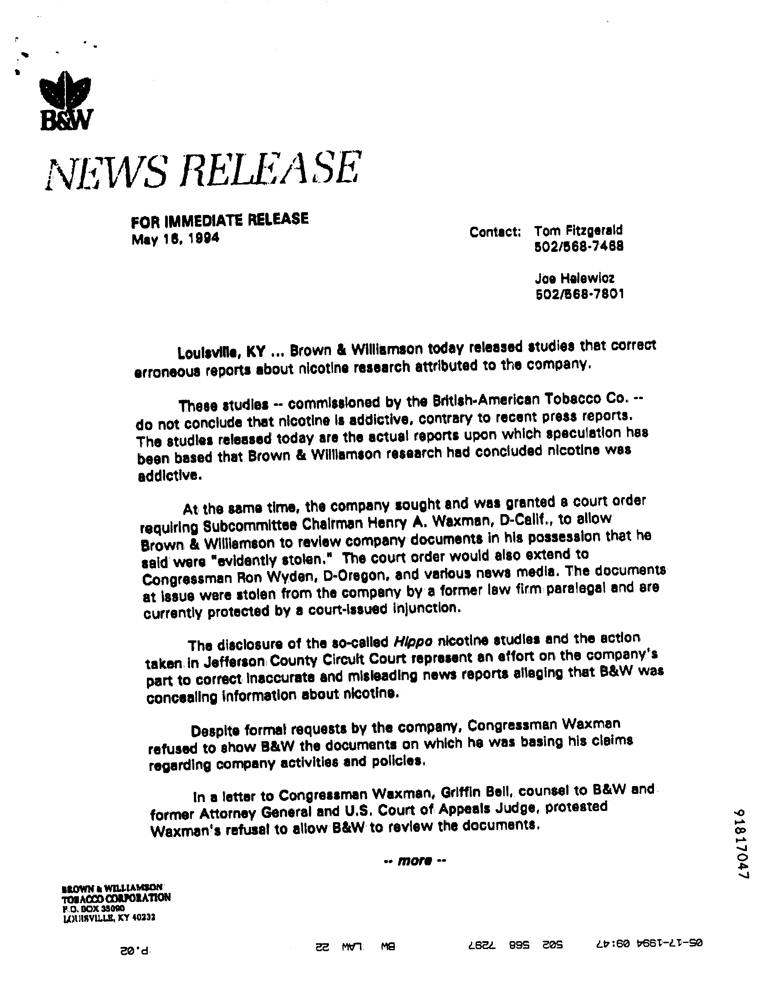 B&W
NEWS RELEASE
FOR IMMEDIATE RELEASE
May 16, 1994
Contact: Tom Fitzgerald
502/568-7468
Joe Helewicz
502/568-7801
Louisville, KY ... Brown & Williamson today released studies that correct
erroneous reports about nicotine research attributed to the company.
These studies -- commissioned by the British-American Tobacco Co. --
do not conclude that nicotine is addictive, contrary to recent press reports.
The studies released today are the actual reports upon which speculation has
been based that Brown & Williamson research had concluded nicotine was
addictive.
At the same time, the company sought and was granted a court order
requiring Subcommittee Chairman Henry A. Waxman, D-Calif., to allow
Brown & Williamson to review company documents in his possession that he
said were "evidently stolen." The court order would also extend to
Congressman Ron Wyden, D-Oregon, and various news media. The documents
at issue were stolen from the company by a former law firm paralegal and are
currently protected by a court-issued injunction.
The disclosure of the so-called Hippo nicotine studies and the action
taken in Jefferson County Circuit Court represent an effort on the company's
part to correct inaccurate and misleading news reports alleging that B&W was
concealing information about nicotine.
Despite formal requests by the company, Congressman Waxman
refused to show B&W the documents on which he was basing his claims
regarding company activities and policies.
In a letter to Congressman Waxman, Griffin Bell, counsel to B&W and
former Attorney General and U.S. Court of Appeals Judge, protested
Waxman's refusal to allow B&W to review the documents.
-- more --
91817047
BROWN & WILLIAMSON
TOBACCO CORPORATION
P.O. BOX 35090
LOUISVILLE, KY 40232
05-17-1994 09:47 502 568 7297 BW LAW 22 P.02